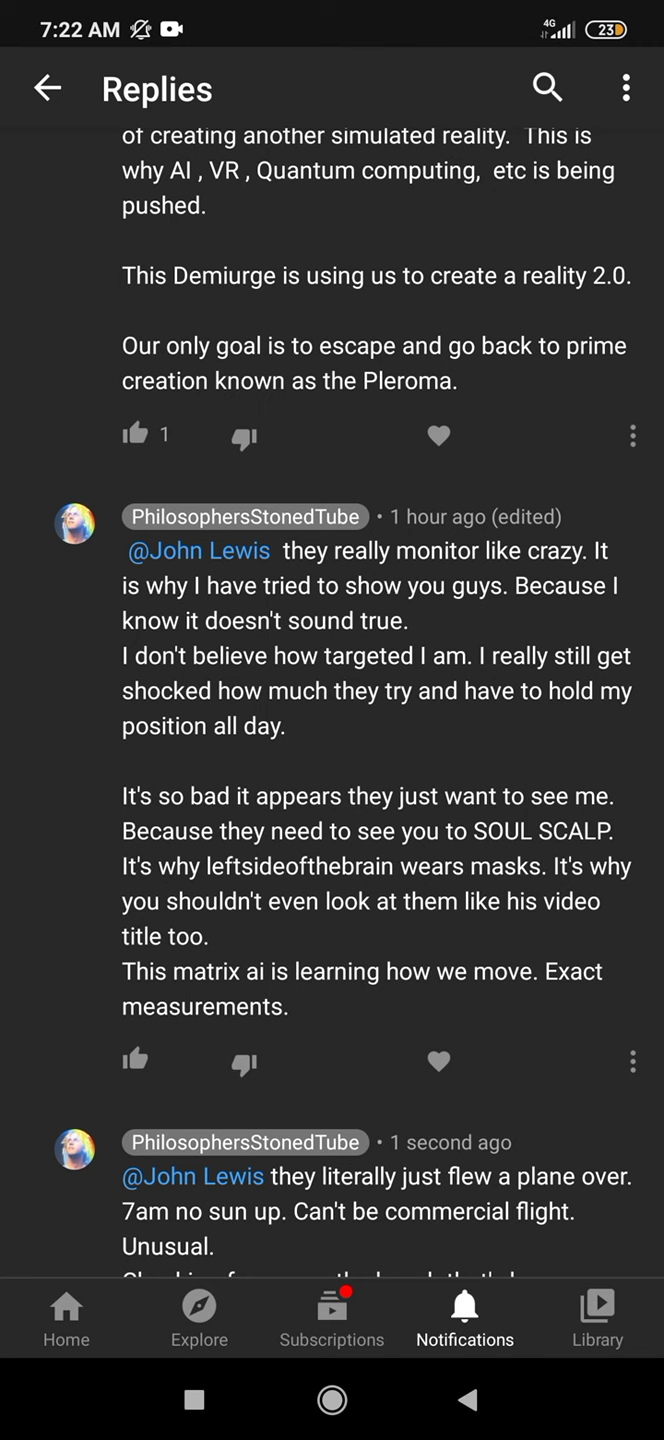 7:22 AM
4G
23
Replies
of creating another simulated reality.  This is
why AI , VR , Quantum computing,  etc is being
pushed.
This Demiurge is using us to create a reality 2.0.
Our only goal is to escape and go back to prime
creation known as the Pleroma.
1
PhilosophersStonedTube • 1 hour ago (edited)
@John Lewis  they really monitor like crazy. It
is why I have tried to show you guys. Because I
know it doesn't sound true.
I don't believe how targeted I am. I really still get
shocked how much they try and have to hold my
position all day.
It's so bad it appears they just want to see me.
Because they need to see you to SOUL SCALP.
It's why leftsideofthebrain wears masks. It's why
you shouldn't even look at them like his video
title too.
This matrix ai is learning how we move. Exact
measurements.
PhilosophersStonedTube • 1 second ago
@John Lewis they literally just flew a plane over.
7am no sun up. Can't be commercial flight.
Unusual.
Home
Explore
Subscriptions
Notifications
Library